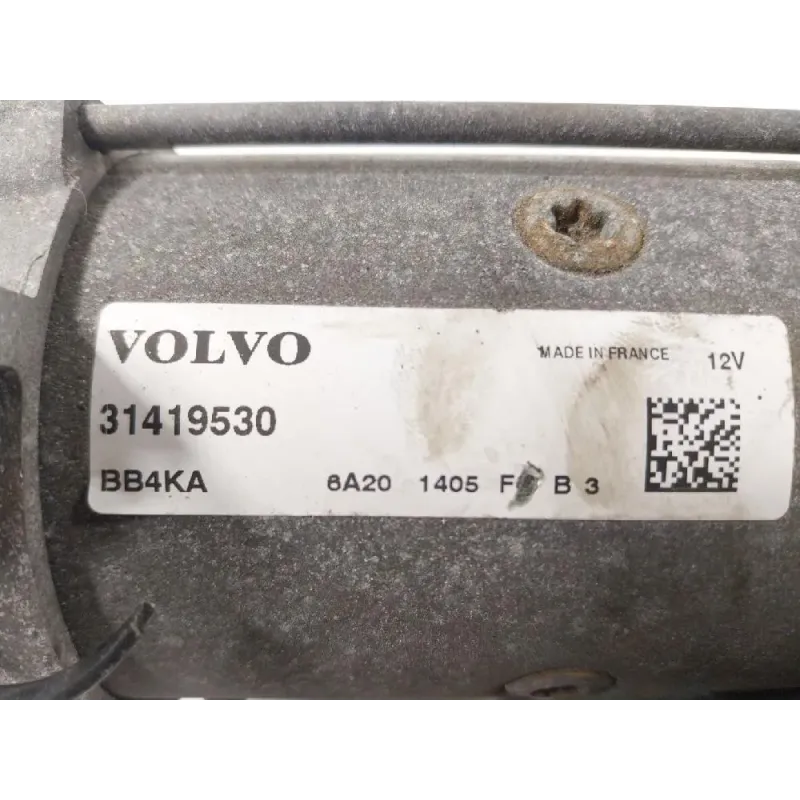 VOLVO
MADE IN FRANCE 12V
31419530
BB4KA 6A20 1405 F B 3